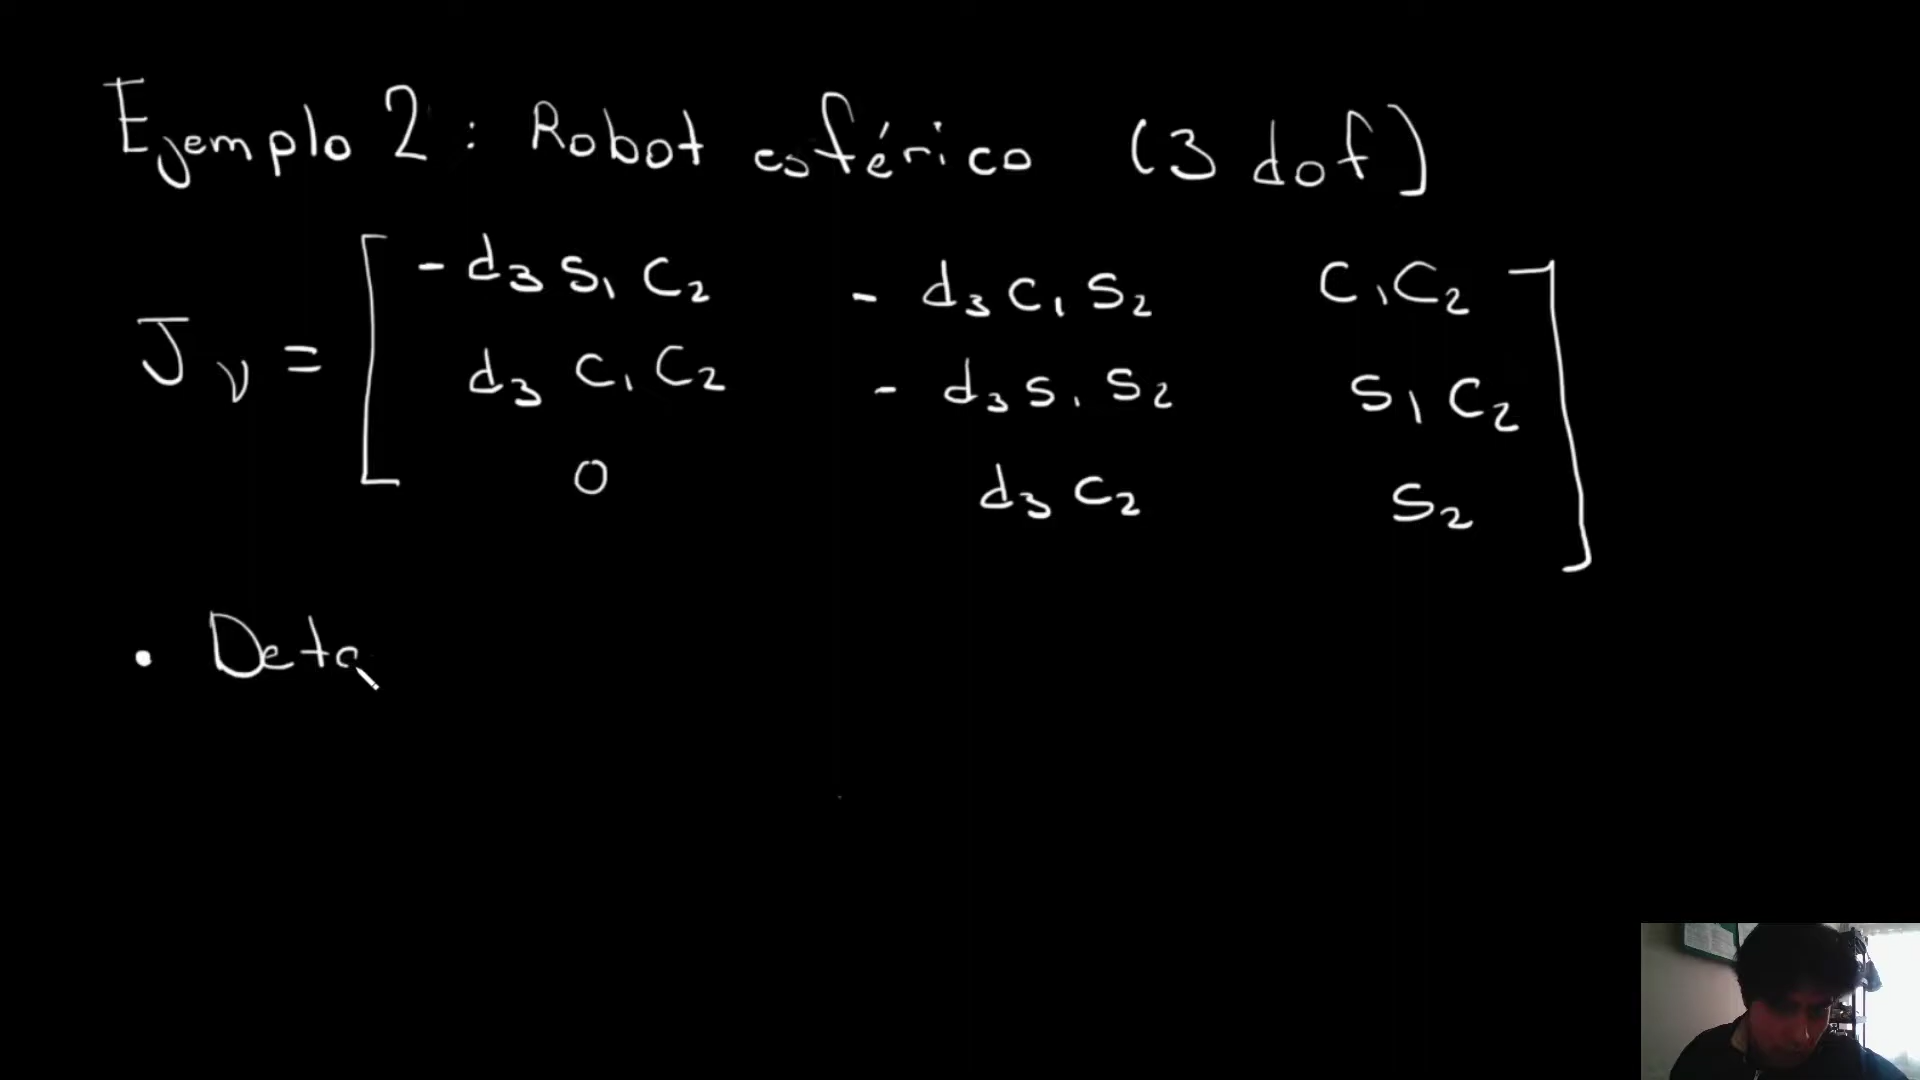 Ejemplo 2 : Robot esférico (3 dof)
- d₃ s₁ c₂ - d₃ c₁ s₂ c₁ c₂
J_v = d₃ c₁ c₂ - d₃ s₁ s₂ s₁ c₂
0 d₃ c₂ s₂
• Deta